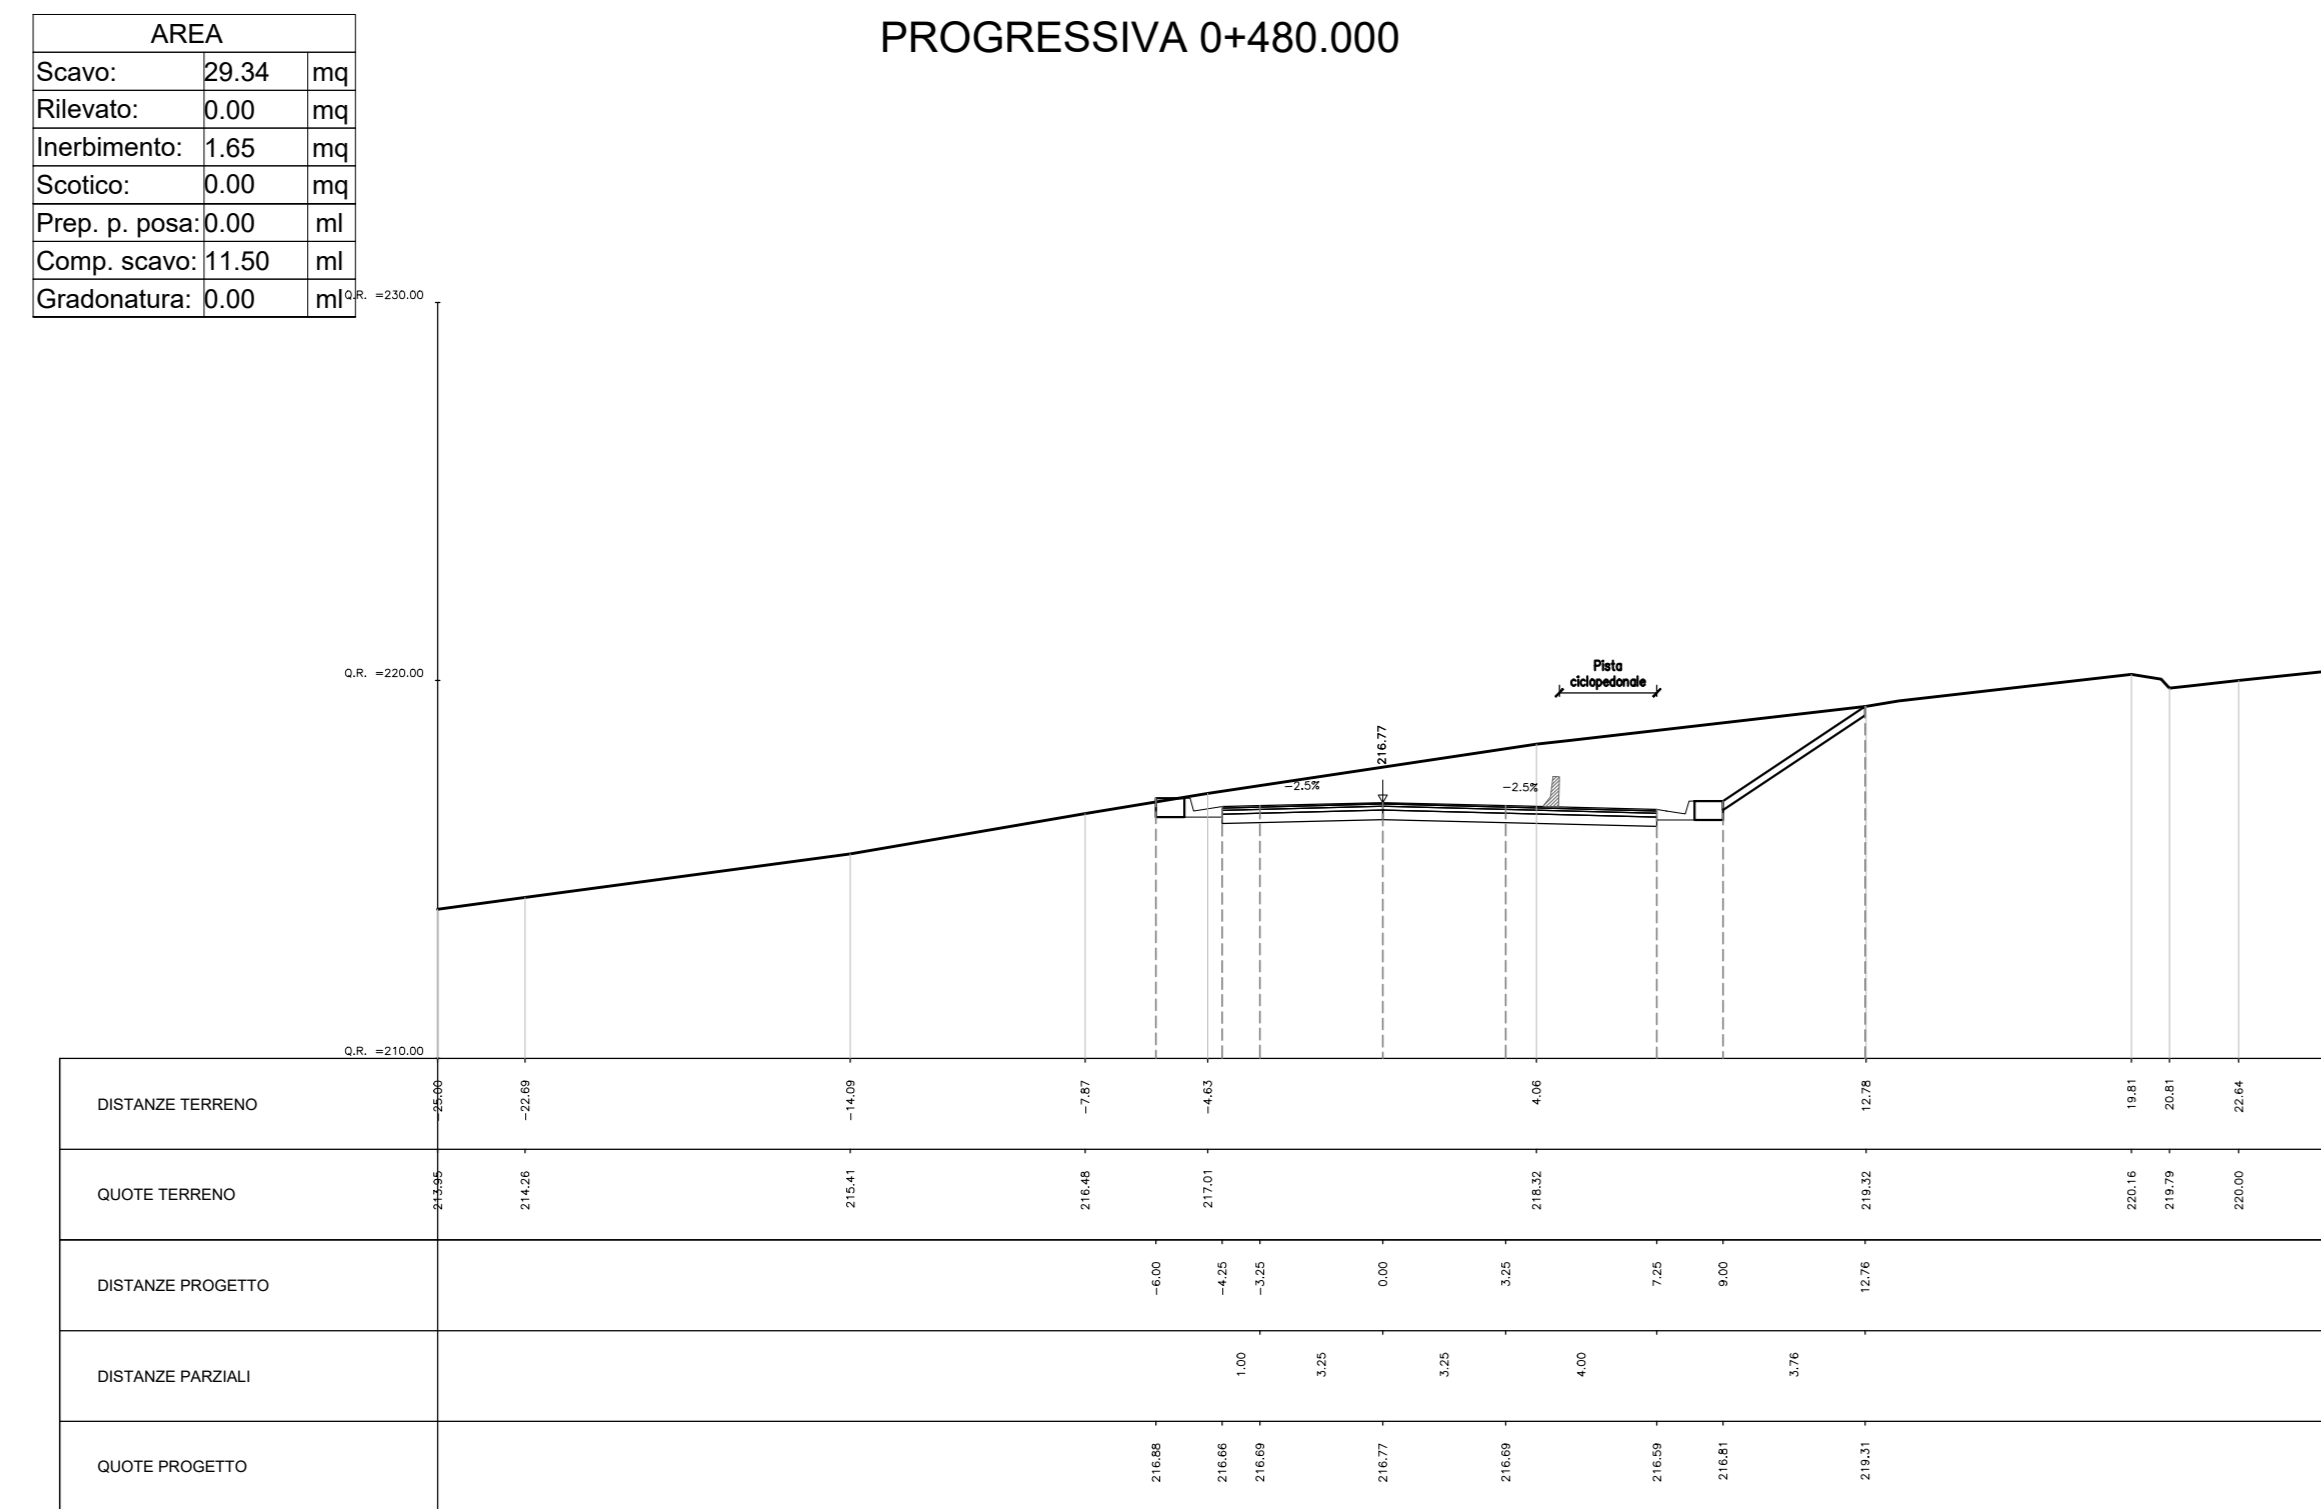 PROGRESSIVA 0+480.000
AREA
Scavo: 29.34 mq
Rilevato: 0.00 mq
Inerbimento: 1.65 mq
Scotico: 0.00 mq
Prep. p. posa: 0.00 ml
Comp. scavo: 11.50 ml
Gradonatura: 0.00 ml
Q.R. =230.00
Q.R. =220.00
Pista
ciclopedonale
216.77
−2.5%
−2.5%
Q.R. =210.00
DISTANZE TERRENO −25.00 −22.69 −14.09 −7.87 −4.63 4.06 12.78 19.81 20.81 22.64
QUOTE TERRENO 213.95 214.26 215.41 216.48 217.01 218.32 219.32 220.16 219.79 220.00
DISTANZE PROGETTO −6.00 −4.25 −3.25 0.00 3.25 7.25 9.00 12.76
DISTANZE PARZIALI 1.00 3.25 3.25 4.00 3.76
QUOTE PROGETTO 216.88 216.66 216.69 216.77 216.69 216.59 216.81 219.31